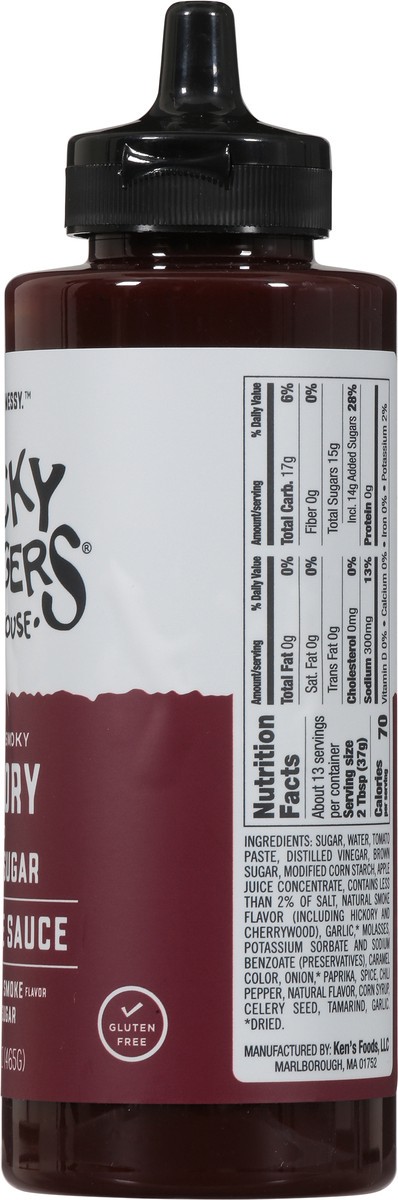 MESSY.™
CKY
GERS®
OUSE•
SMOKY
ORY
SUGAR
SAUCE
SMOKE FLAVOR
UGAR
(465G)
GLUTEN
FREE
Nutrition
Facts
About 13 servings
per container
Serving size
2 Tbsp (37g)
Calories 70
per serving
Amount/serving % Daily Value
Total Fat 0g 0%
Sat. Fat 0g 0%
Trans Fat 0g
Cholesterol 0mg 0%
Sodium 300mg 13%
Amount/serving % Daily Value
Total Carb. 17g 6%
Fiber 0g 0%
Total Sugars 15g
Incl. 14g Added Sugars 28%
Protein 0g
Vitamin D 0% • Calcium 0% • Iron 0% • Potassium 2%
INGREDIENTS: SUGAR, WATER, TOMATO
PASTE, DISTILLED VINEGAR, BROWN
SUGAR, MODIFIED CORN STARCH, APPLE
JUICE CONCENTRATE, CONTAINS LESS
THAN 2% OF SALT, NATURAL SMOKE
FLAVOR (INCLUDING HICKORY AND
CHERRYWOOD), GARLIC,* MOLASSES,
POTASSIUM SORBATE AND SODIUM
BENZOATE (PRESERVATIVES), CARAMEL
COLOR, ONION,* PAPRIKA, SPICE, CHILI
PEPPER, NATURAL FLAVOR, CORN SYRUP,
CELERY SEED, TAMARIND, GARLIC.
*DRIED.
MANUFACTURED BY: Ken's Foods, LLC
MARLBOROUGH, MA 01752